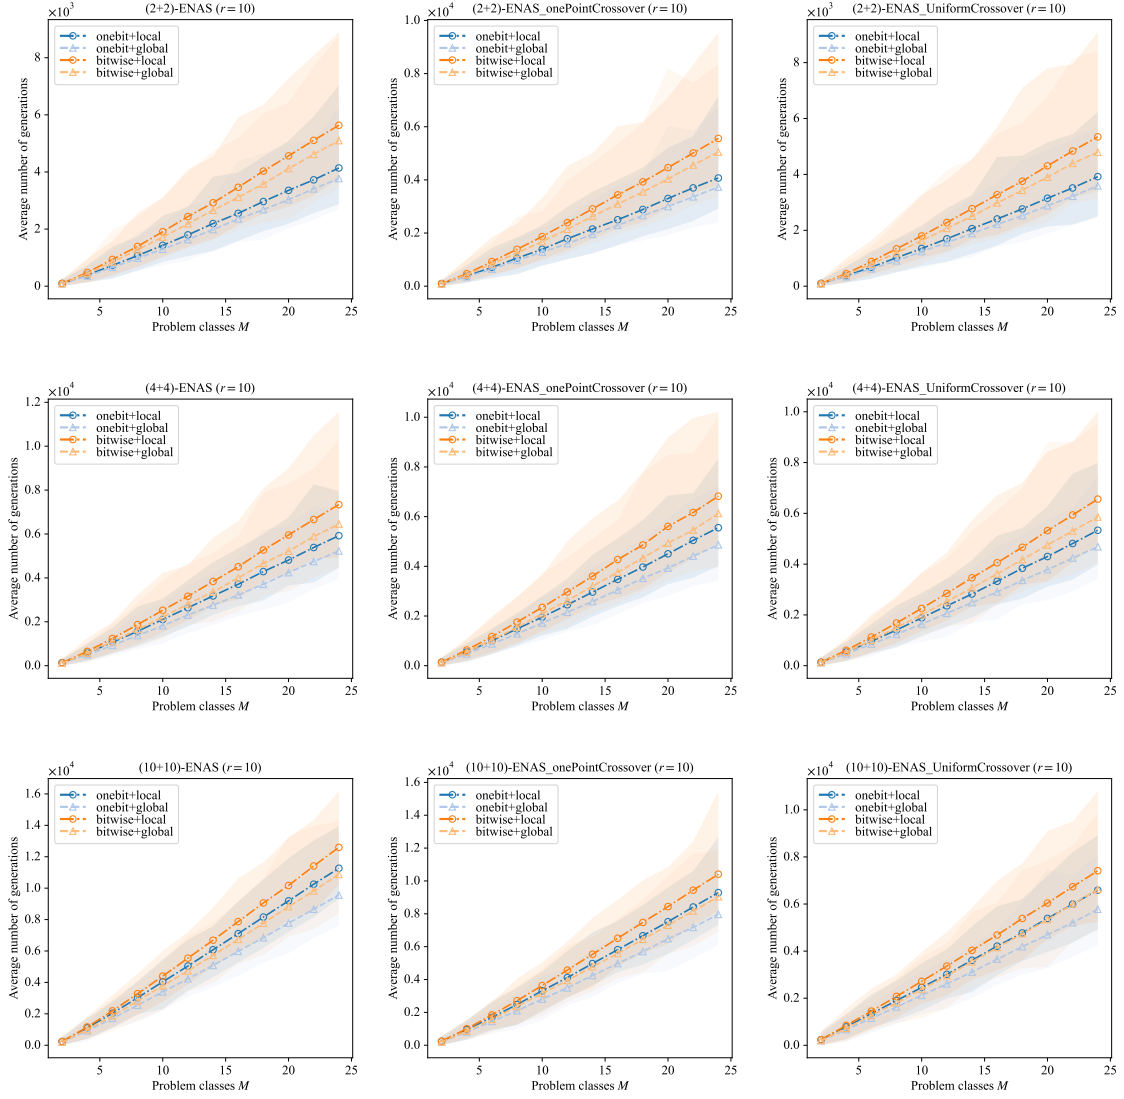 (2+2)-ENAS (r = 10)
×10³
onebit+local
onebit+global
bitwise+local
bitwise+global
8
6
4
2
0
Average number of generations
5 10 15 20 25
Problem classes M
(2+2)-ENAS_onePointCrossover (r = 10)
×10⁴
onebit+local
onebit+global
bitwise+local
bitwise+global
1.0
0.8
0.6
0.4
0.2
0.0
Average number of generations
5 10 15 20 25
Problem classes M
(2+2)-ENAS_UniformCrossover (r = 10)
×10³
onebit+local
onebit+global
bitwise+local
bitwise+global
8
6
4
2
0
Average number of generations
5 10 15 20 25
Problem classes M
(4+4)-ENAS (r = 10)
×10⁴
onebit+local
onebit+global
bitwise+local
bitwise+global
1.2
1.0
0.8
0.6
0.4
0.2
0.0
Average number of generations
5 10 15 20 25
Problem classes M
(4+4)-ENAS_onePointCrossover (r = 10)
×10⁴
onebit+local
onebit+global
bitwise+local
bitwise+global
1.0
0.8
0.6
0.4
0.2
0.0
Average number of generations
5 10 15 20 25
Problem classes M
(4+4)-ENAS_UniformCrossover (r = 10)
×10⁴
onebit+local
onebit+global
bitwise+local
bitwise+global
1.0
0.8
0.6
0.4
0.2
0.0
Average number of generations
5 10 15 20 25
Problem classes M
(10+10)-ENAS (r = 10)
×10⁴
onebit+local
onebit+global
bitwise+local
bitwise+global
1.6
1.4
1.2
1.0
0.8
0.6
0.4
0.2
0.0
Average number of generations
5 10 15 20 25
Problem classes M
(10+10)-ENAS_onePointCrossover (r = 10)
×10⁴
onebit+local
onebit+global
bitwise+local
bitwise+global
1.6
1.4
1.2
1.0
0.8
0.6
0.4
0.2
0.0
Average number of generations
5 10 15 20 25
Problem classes M
(10+10)-ENAS_UniformCrossover (r = 10)
×10⁴
onebit+local
onebit+global
bitwise+local
bitwise+global
1.0
0.8
0.6
0.4
0.2
0.0
Average number of generations
5 10 15 20 25
Problem classes M